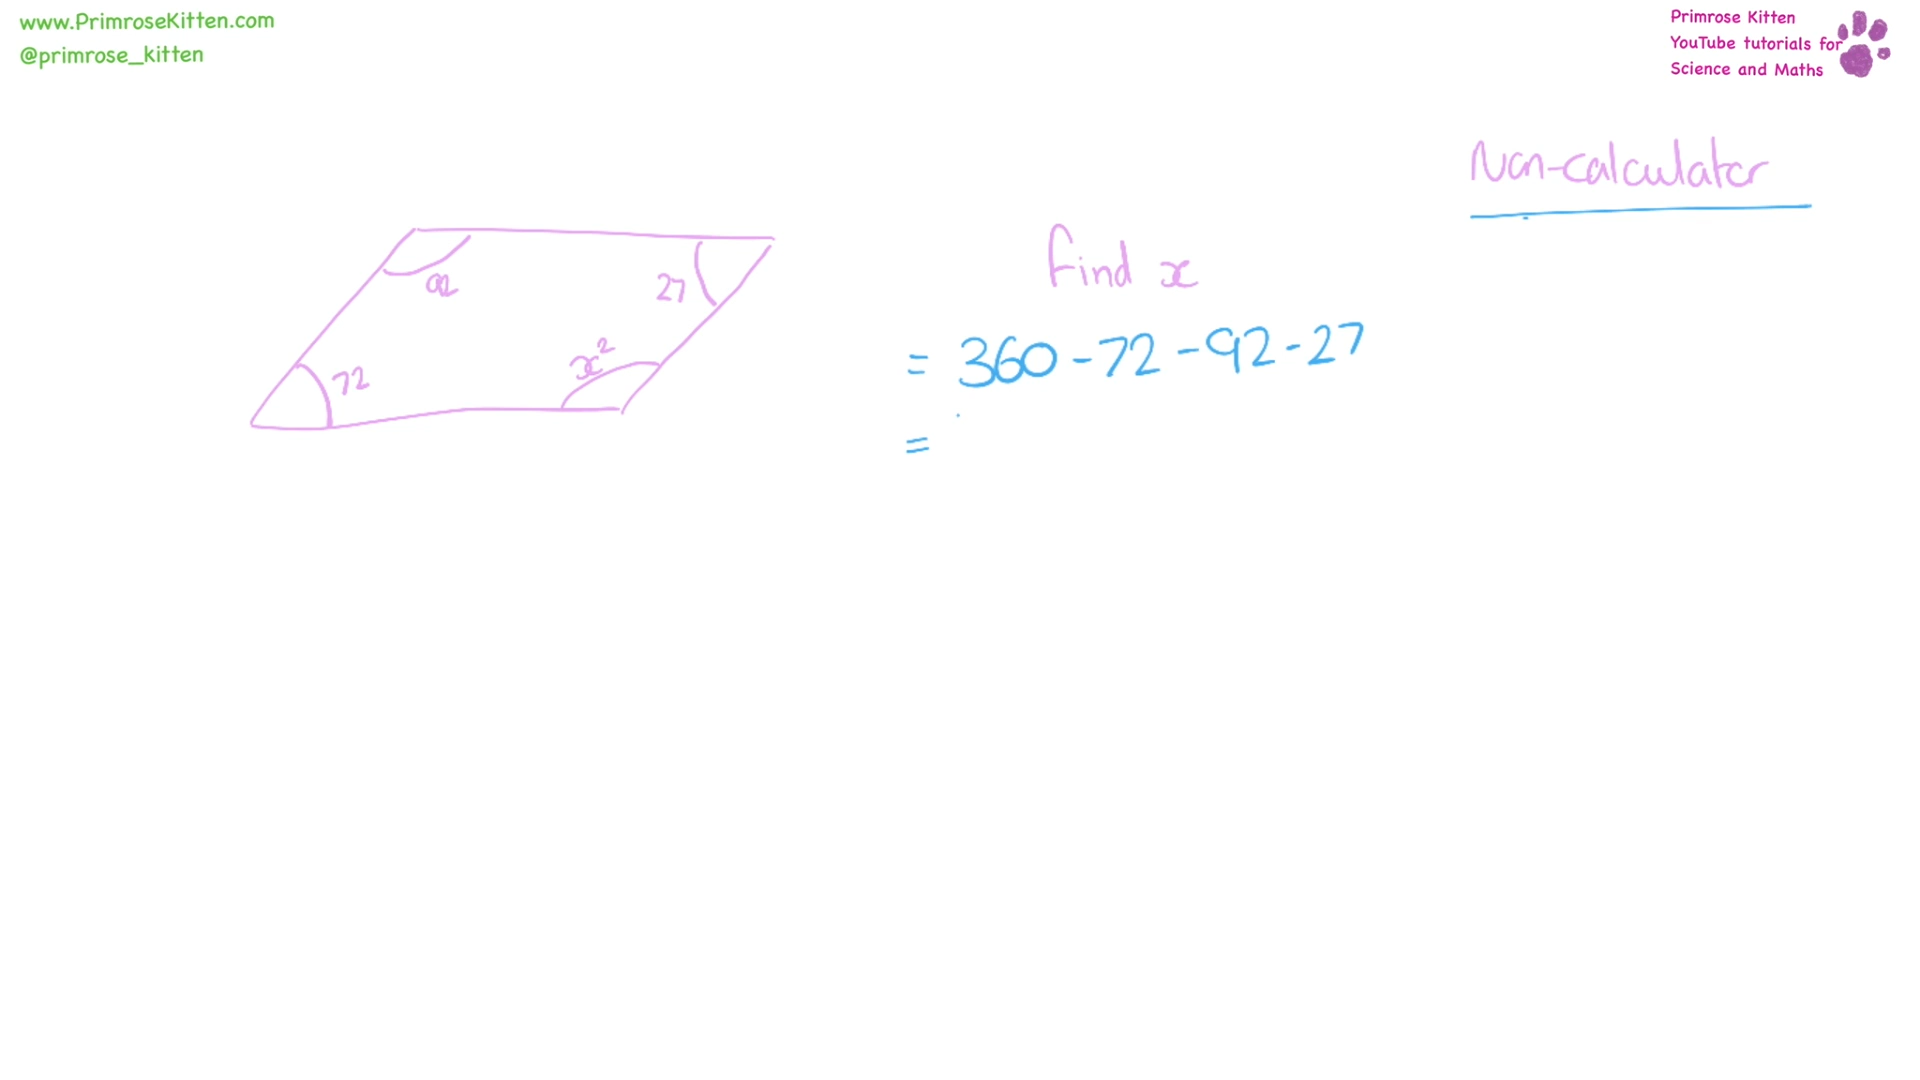 www.PrimroseKitten.com
@primrose_kitten
Primrose Kitten
YouTube tutorials for
Science and Maths
Non-calculator
92
27
72
x²
Find x
= 360-72-92-27
=